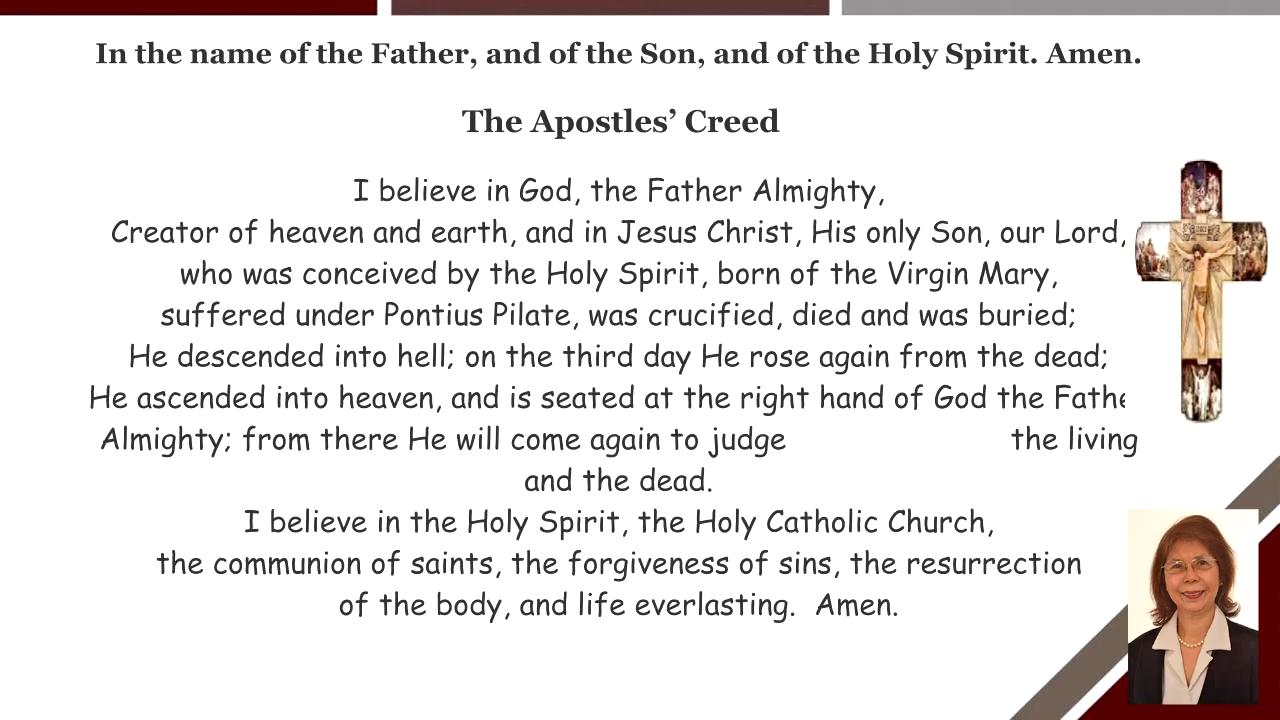 In the name of the Father, and of the Son, and of the Holy Spirit. Amen.
The Apostles’ Creed
I believe in God, the Father Almighty,
Creator of heaven and earth, and in Jesus Christ, His only Son, our Lord,
who was conceived by the Holy Spirit, born of the Virgin Mary,
suffered under Pontius Pilate, was crucified, died and was buried;
He descended into hell; on the third day He rose again from the dead;
He ascended into heaven, and is seated at the right hand of God the Fathe
Almighty; from there He will come again to judge the living
and the dead.
I believe in the Holy Spirit, the Holy Catholic Church,
the communion of saints, the forgiveness of sins, the resurrection
of the body, and life everlasting. Amen.